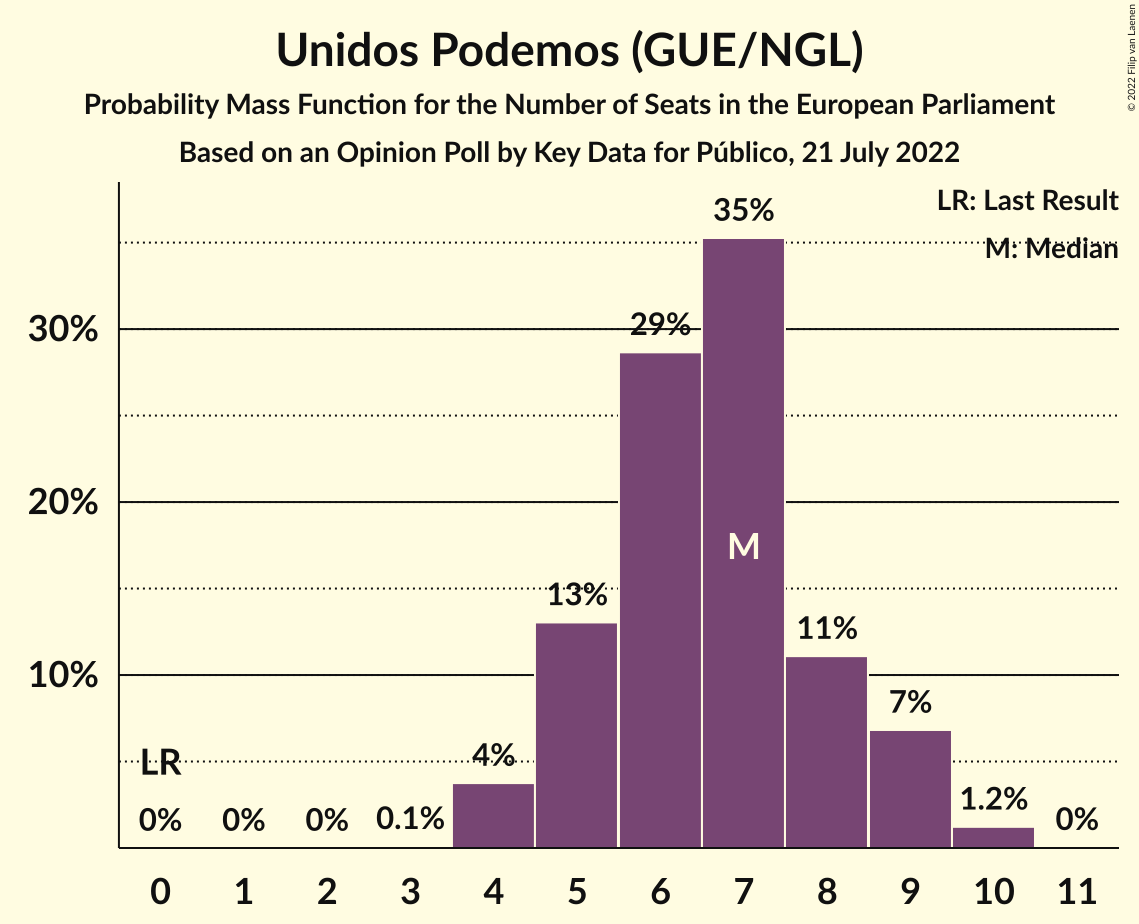 Unidos Podemos (GUE/NGL)
Probability Mass Function for the Number of Seats in the European Parliament
Based on an Opinion Poll by Key Data for Público, 21 July 2022
© 2022 Filip van Laenen
LR: Last Result
M: Median
35%
30%
29%
20%
M
13%
11%
10%
7%
LR
4%
0% 0% 0% 0.1% 1.2% 0%
0 1 2 3 4 5 6 7 8 9 10 11